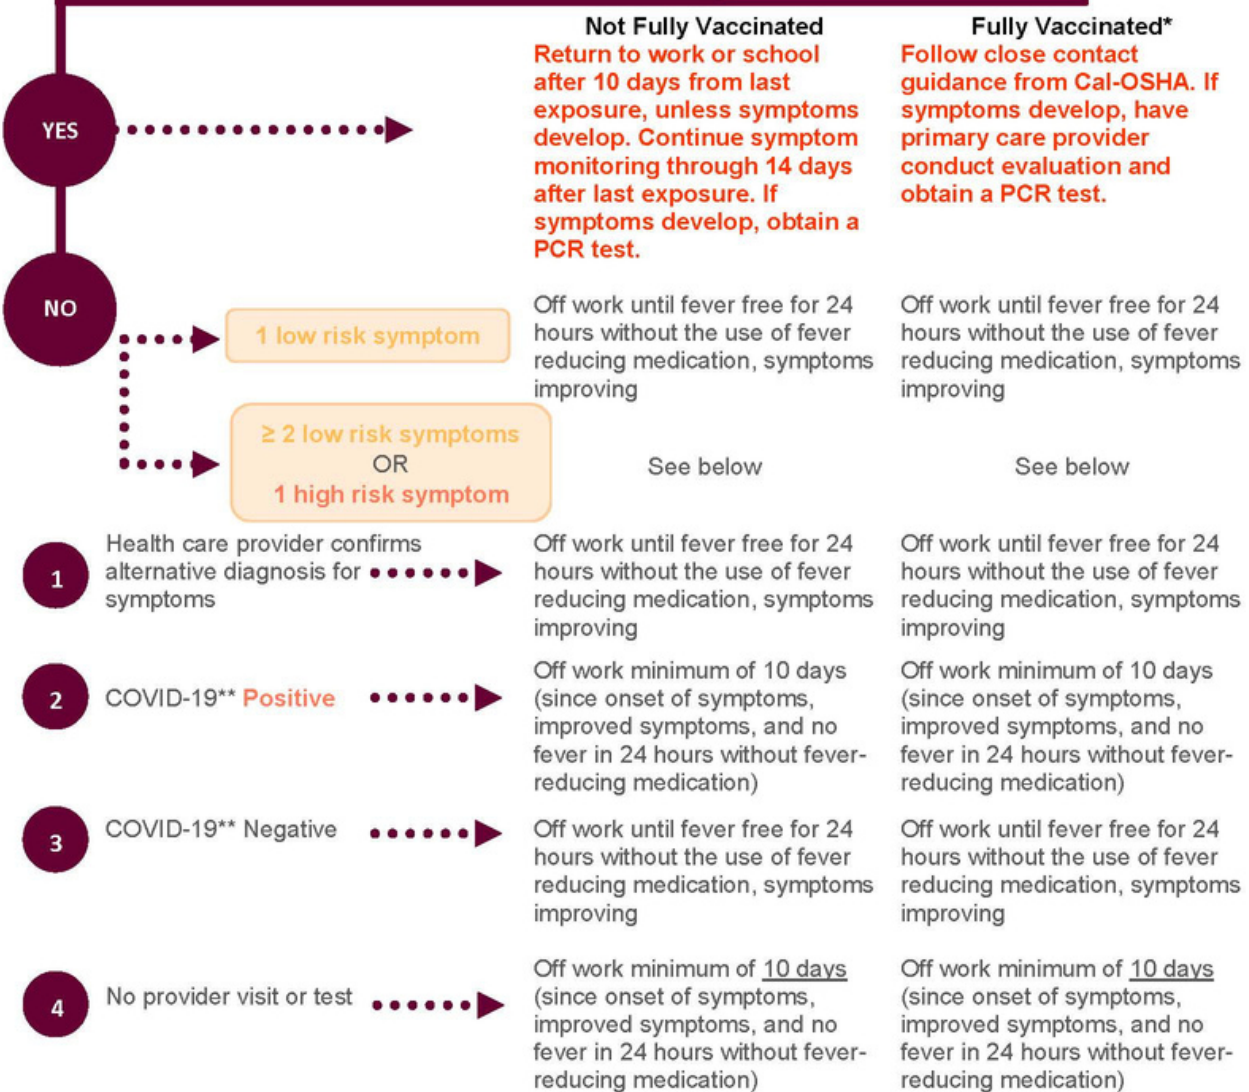 Not Fully Vaccinated
Return to work or school
after 10 days from last
exposure, unless symptoms
develop. Continue symptom
monitoring through 14 days
after last exposure. If
symptoms develop, obtain a
PCR test.
Fully Vaccinated*
Follow close contact
guidance from Cal-OSHA. If
symptoms develop, have
primary care provider
conduct evaluation and
obtain a PCR test.
YES
NO
1 low risk symptom
Off work until fever free for 24
hours without the use of fever
reducing medication, symptoms
improving
Off work until fever free for 24
hours without the use of fever
reducing medication, symptoms
improving
≥ 2 low risk symptoms
OR
1 high risk symptom
See below
See below
1
Health care provider confirms
alternative diagnosis for
symptoms
Off work until fever free for 24
hours without the use of fever
reducing medication, symptoms
improving
Off work until fever free for 24
hours without the use of fever
reducing medication, symptoms
improving
2
COVID-19** Positive
Off work minimum of 10 days
(since onset of symptoms,
improved symptoms, and no
fever in 24 hours without fever-
reducing medication)
Off work minimum of 10 days
(since onset of symptoms,
improved symptoms, and no
fever in 24 hours without fever-
reducing medication)
3
COVID-19** Negative
Off work until fever free for 24
hours without the use of fever
reducing medication, symptoms
improving
Off work until fever free for 24
hours without the use of fever
reducing medication, symptoms
improving
4
No provider visit or test
Off work minimum of 10 days
(since onset of symptoms,
improved symptoms, and no
fever in 24 hours without fever-
reducing medication)
Off work minimum of 10 days
(since onset of symptoms,
improved symptoms, and no
fever in 24 hours without fever-
reducing medication)